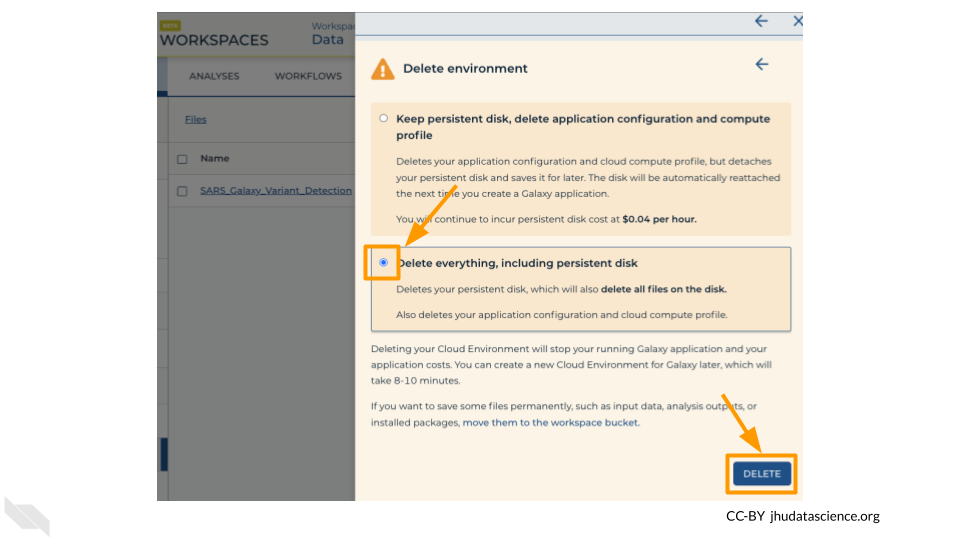 BETA
WORKSPACES
Workspa
Data
ANALYSES
WORKFLOWS
Files
Name
SARS_Galaxy_Variant_Detection
Delete environment
Keep persistent disk, delete application configuration and compute
profile
Deletes your application configuration and cloud compute profile, but detaches
your persistent disk and saves it for later. The disk will be automatically reattached
the next time you create a Galaxy application.
You will continue to incur persistent disk cost at $0.04 per hour.
Delete everything, including persistent disk
Deletes your persistent disk, which will also delete all files on the disk.
Also deletes your application configuration and cloud compute profile.
Deleting your Cloud Environment will stop your running Galaxy application and your
application costs. You can create a new Cloud Environment for Galaxy later, which will
take 8-10 minutes.
If you want to save some files permanently, such as input data, analysis outputs, or
installed packages, move them to the workspace bucket.
DELETE
CC-BY jhudatascience.org